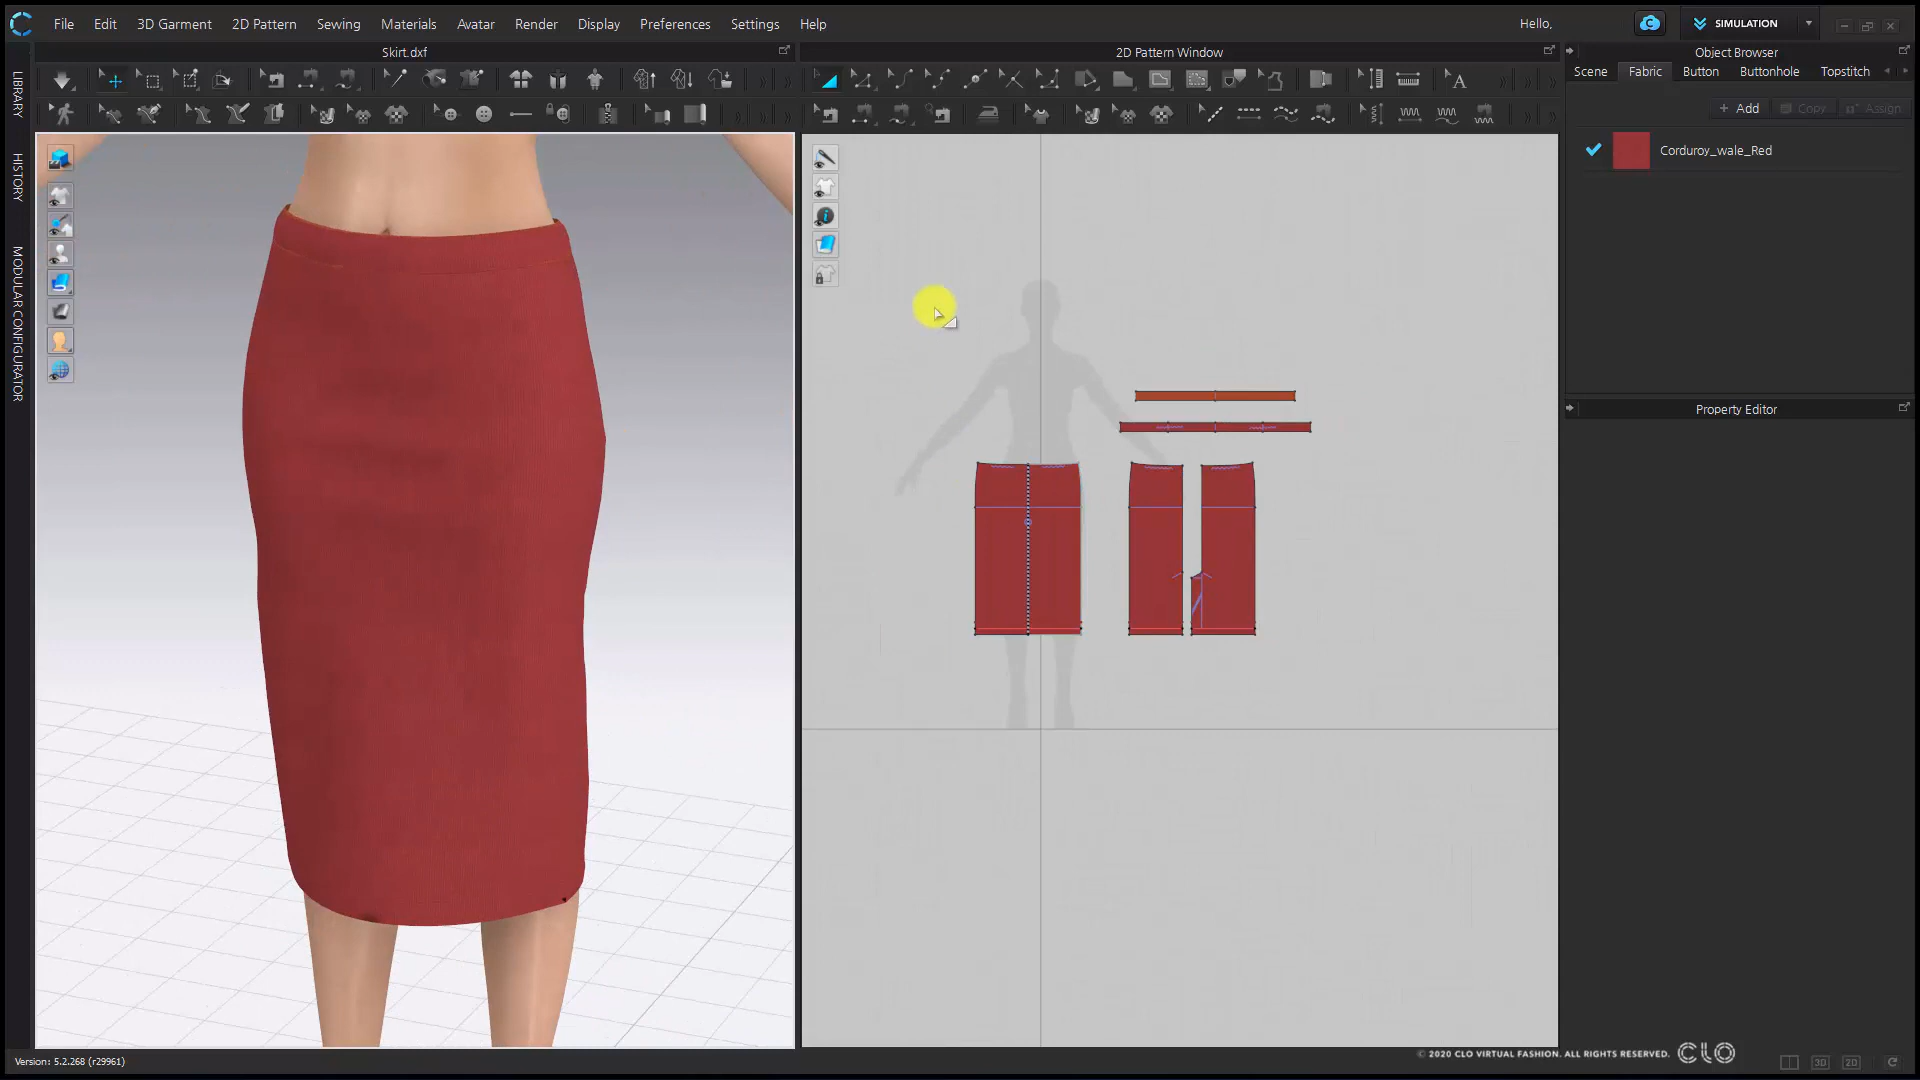 File Edit 3D Garment 2D Pattern Sewing Materials Avatar Render Display Preferences Settings Help Hello, SIMULATION
Skirt.dxf
2D Pattern Window
Object Browser
Scene Fabric Button Buttonhole Topstitch
+ Add Copy Assign
Corduroy_wale_Red
LIBRARY
HISTORY
MODULAR CONFIGURATOR
Property Editor
Version: 5.2.268 (r29961)
© 2020 CLO VIRTUAL FASHION. ALL RIGHTS RESERVED. CLO
3D 2D